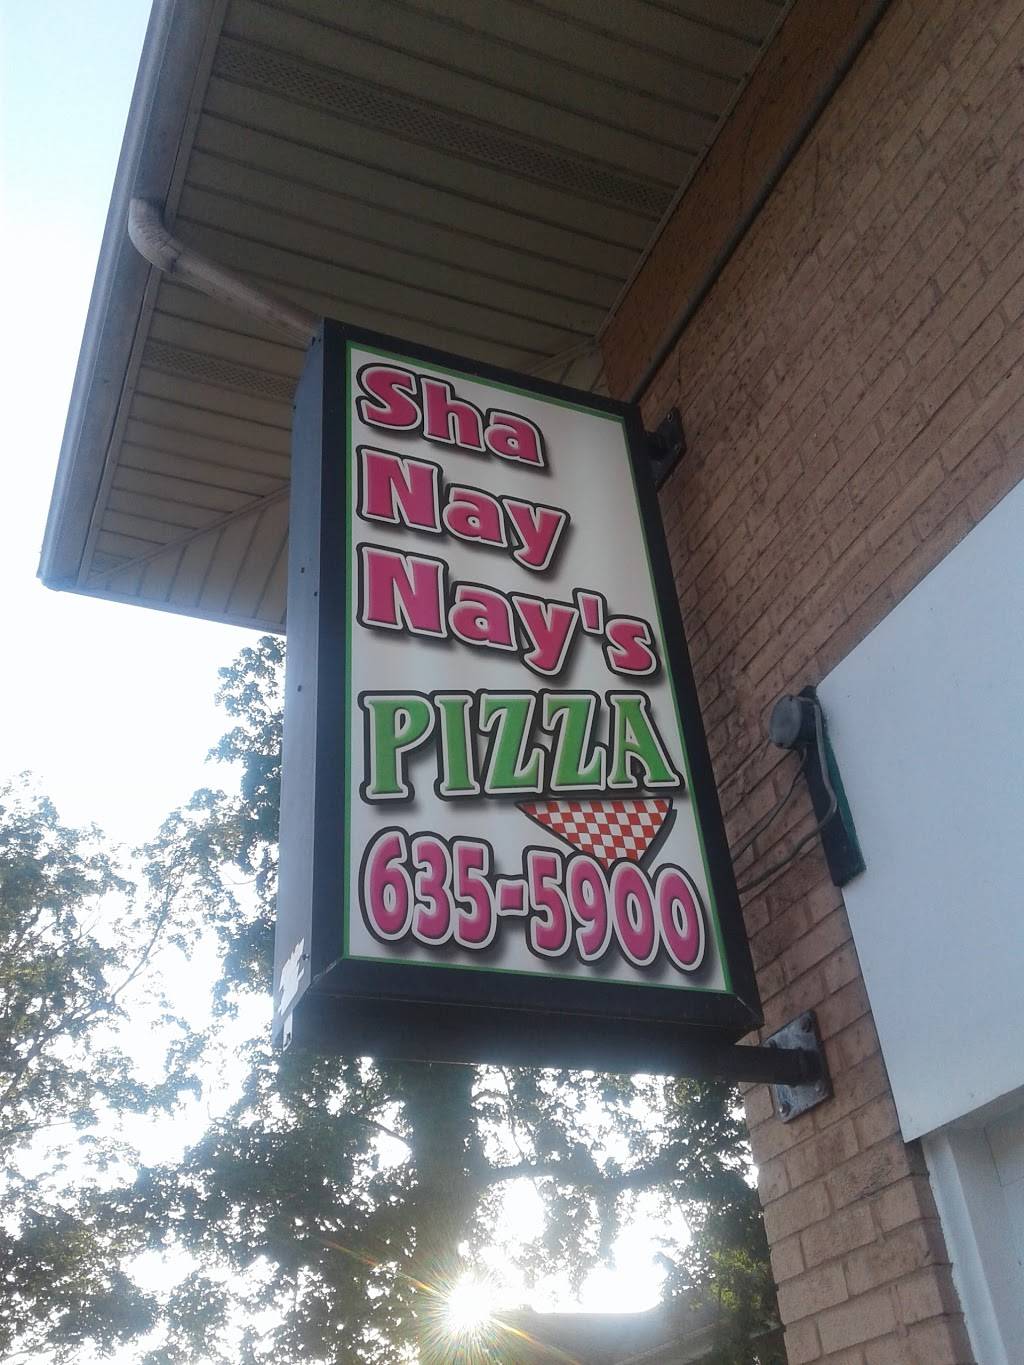 Sha
Nay
Nay's
PIZZA
635-5900